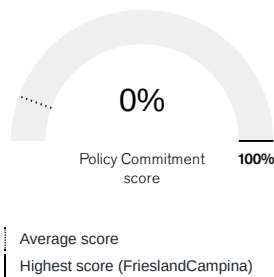 0%
Policy Commitment
score
100%
Average score
Highest score (FrieslandCampina)